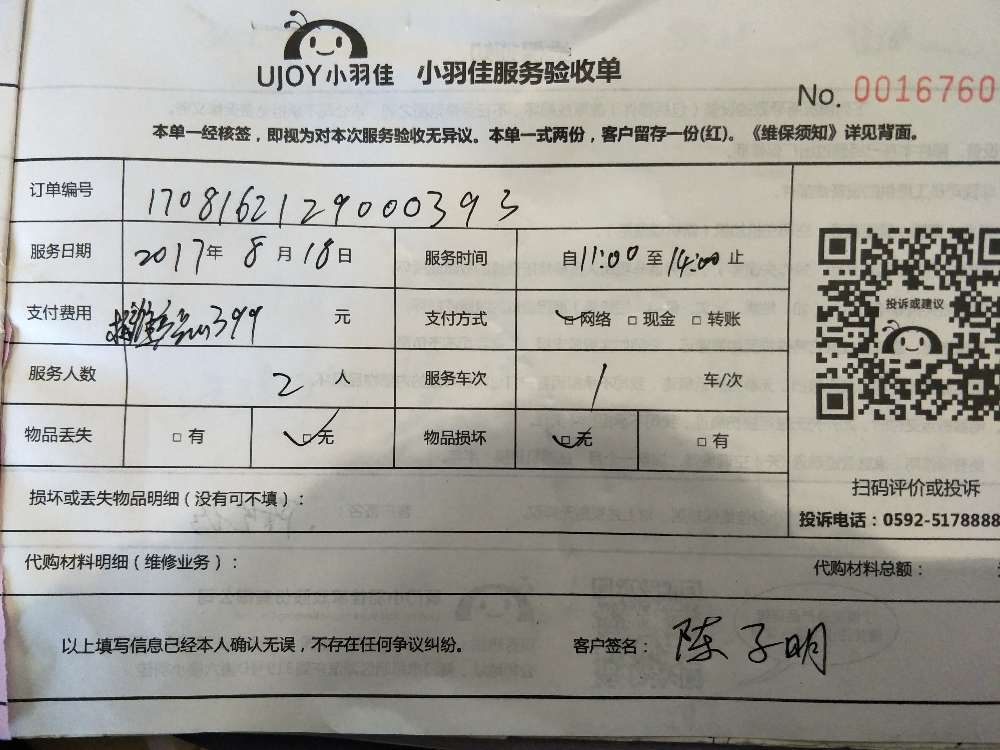 UJOY小羽佳 小羽佳服务验收单
No. 0016760
本单一经核签，即视为对本次服务验收无异议。本单一式两份，客户留存一份(红)。《维保须知》详见背面。
订单编号 1708162129000393
服务日期 2017年8月18日 服务时间 自11:00至14:00止
支付费用 399 元 支付方式 □网络 □现金 □转账
投诉或建议
服务人数 2 人 服务车次 1 车/次
物品丢失 □有 □无 物品损坏 □无 □有
扫码评价或投诉
损坏或丢失物品明细（没有可不填）：
投诉电话：0592-5178888
代购材料明细（维修业务）： 代购材料总额：
以上填写信息已经本人确认无误，不存在任何争议纠纷。 客户签名：陈子明